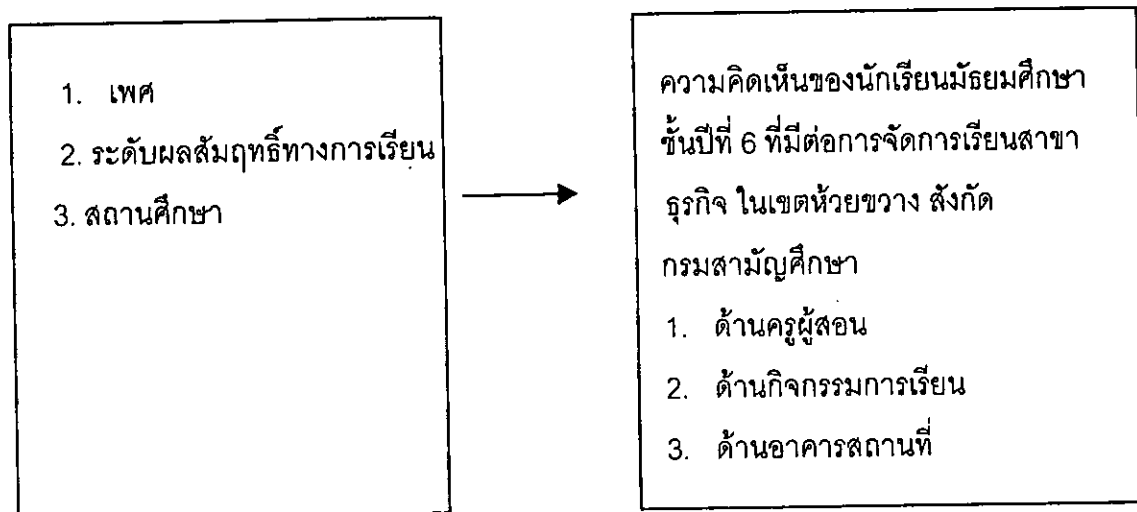 1. เพศ
2. ระดับผลสัมฤทธิ์ทางการเรียน
3. สถานศึกษา
ความคิดเห็นของนักเรียนมัธยมศึกษา
ชั้นปีที่ 6 ที่มีต่อการจัดการเรียนสาขา
ธุรกิจ ในเขตห้วยขวาง สังกัด
กรมสามัญศึกษา
1. ด้านครูผู้สอน
2. ด้านกิจกรรมการเรียน
3. ด้านอาคารสถานที่